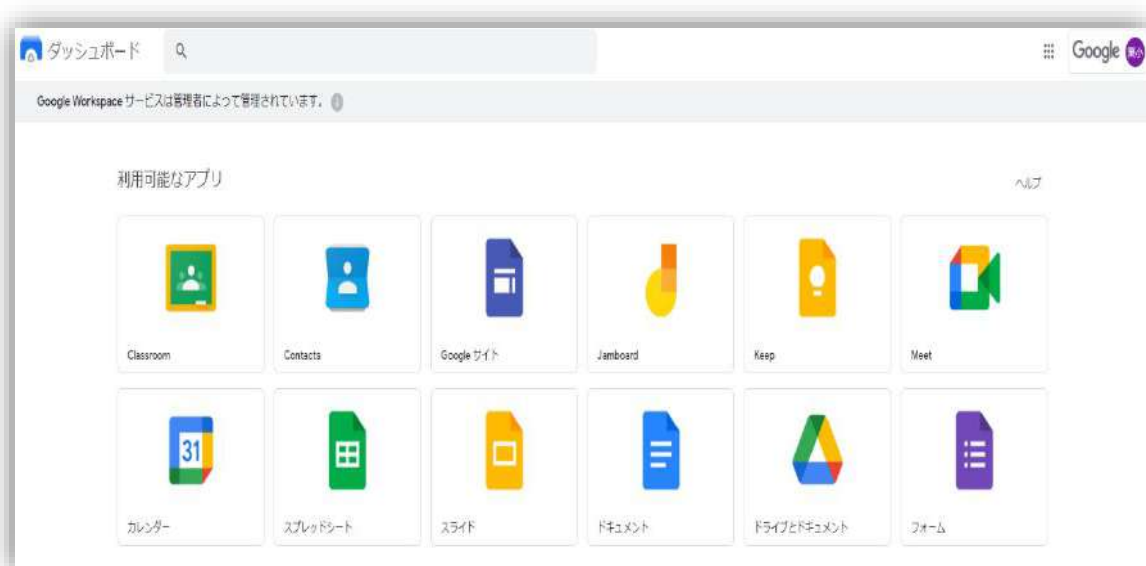 ダッシュボード
Google
Google Workspace サービスは管理者によって管理されています。
利用可能なアプリ
ヘルプ
Classroom
Contacts
Google サイト
Jamboard
Keep
Meet
31
カレンダー
スプレッドシート
スライド
ドキュメント
ドライブとドキュメント
フォーム